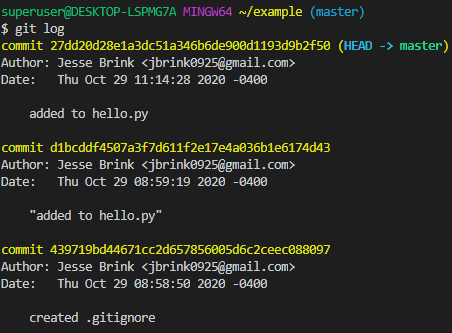 superuser@DESKTOP-LSPMG7A MINGW64 ~/example (master)
$ git log
commit 27dd20d28e1a3dc51a346b6de900d1193d9b2f50 (HEAD -> master)
Author: Jesse Brink <jbrink0925@gmail.com>
Date:   Thu Oct 29 11:14:28 2020 -0400
    added to hello.py
commit d1bcddf4507a3f7d611f2e17e4a036b1e6174d43
Author: Jesse Brink <jbrink0925@gmail.com>
Date:   Thu Oct 29 08:59:19 2020 -0400
    "added to hello.py"
commit 439719bd44671cc2d657856005d6c2ceec088097
Author: Jesse Brink <jbrink0925@gmail.com>
Date:   Thu Oct 29 08:58:50 2020 -0400
    created .gitignore